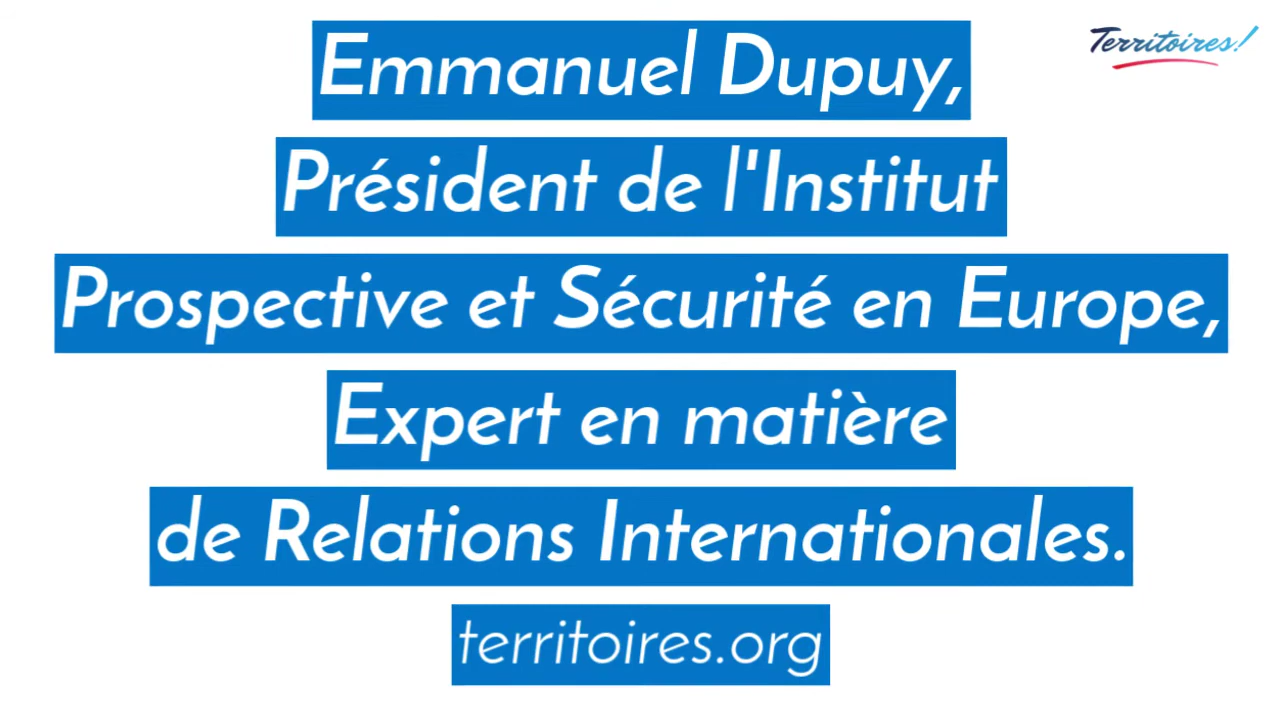 Territoires!
Emmanuel Dupuy,
Président de l'Institut
Prospective et Sécurité en Europe,
Expert en matière
de Relations Internationales.
territoires.org